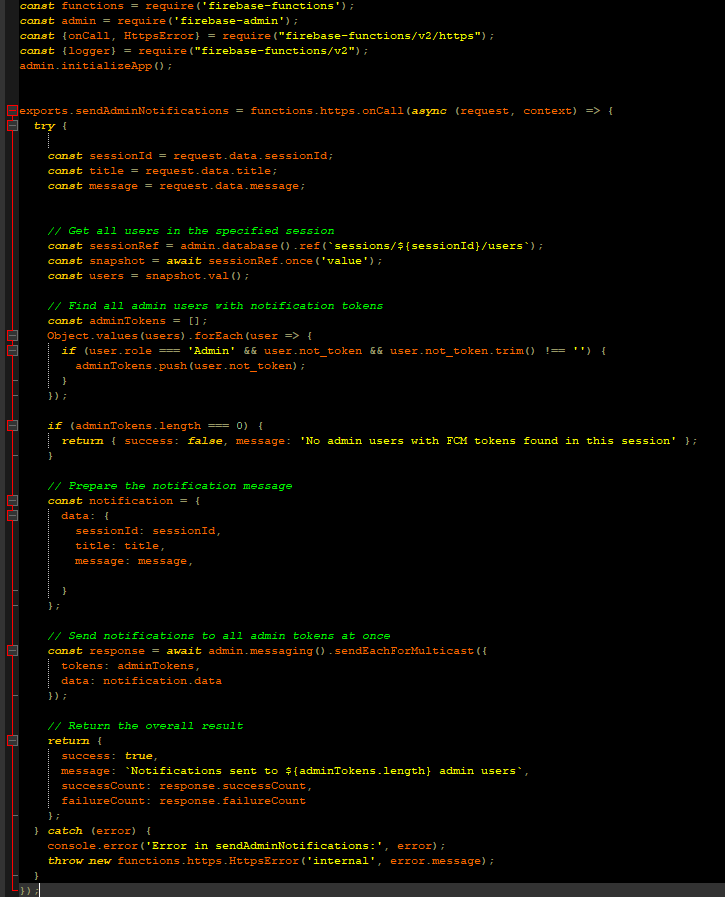 const functions = require('firebase-functions');
const admin = require('firebase-admin');
const {onCall, HttpsError} = require("firebase-functions/v2/https");
const {logger} = require("firebase-functions/v2");
admin.initializeApp();
exports.sendAdminNotifications = functions.https.onCall(async (request, context) => {
try {
const sessionId = request.data.sessionId;
const title = request.data.title;
const message = request.data.message;
// Get all users in the specified session
const sessionRef = admin.database().ref(`sessions/${sessionId}/users`);
const snapshot = await sessionRef.once('value');
const users = snapshot.val();
// Find all admin users with notification tokens
const adminTokens = [];
Object.values(users).forEach(user => {
if (user.role === 'Admin' && user.not_token && user.not_token.trim() !== '') {
adminTokens.push(user.not_token);
}
});
if (adminTokens.length === 0) {
return { success: false, message: 'No admin users with FCM tokens found in this session' };
}
// Prepare the notification message
const notification = {
data: {
sessionId: sessionId,
title: title,
message: message,
}
};
// Send notifications to all admin tokens at once
const response = await admin.messaging().sendEachForMulticast({
tokens: adminTokens,
data: notification.data
});
// Return the overall result
return {
success: true,
message: `Notifications sent to ${adminTokens.length} admin users`,
successCount: response.successCount,
failureCount: response.failureCount
};
} catch (error) {
console.error('Error in sendAdminNotifications:', error);
throw new functions.https.HttpsError('internal', error.message);
}
});